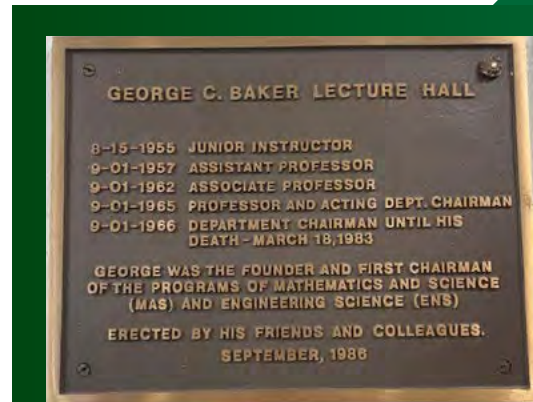 GEORGE C. BAKER LECTURE HALL
8-15-1955 JUNIOR INSTRUCTOR
9-01-1957 ASSISTANT PROFESSOR
9-01-1962 ASSOCIATE PROFESSOR
9-01-1965 PROFESSOR AND ACTING DEPT. CHAIRMAN
9-01-1966 DEPARTMENT CHAIRMAN UNTIL HIS
DEATH-MARCH 18,1983
GEORGE WAS THE FOUNDER AND FIRST CHAIRMAN
OF THE PROGRAMS OF MATHEMATICS AND SCIENCE
(MAS) AND ENGINEERING SCIENCE (ENS)
ERECTED BY HIS FRIENDS AND COLLEAGUES.
SEPTEMBER, 1986